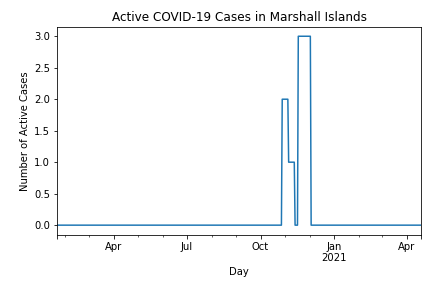 Active COVID-19 Cases in Marshall Islands
Number of Active Cases
3.0
2.5
2.0
1.5
1.0
0.5
0.0
Apr Jul Oct Jan Apr
2021
Day